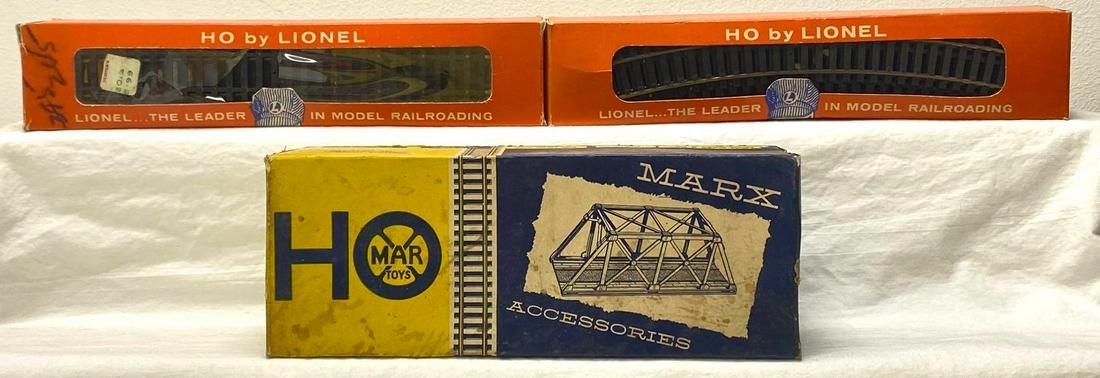 HO by LIONEL
LIONEL...THE LEADER L IN MODEL RAILROADING
HO by LIONEL
LIONEL...THE LEADER L IN MODEL RAILROADING
HO
MAR
TOYS
MARX
ACCESSORIES